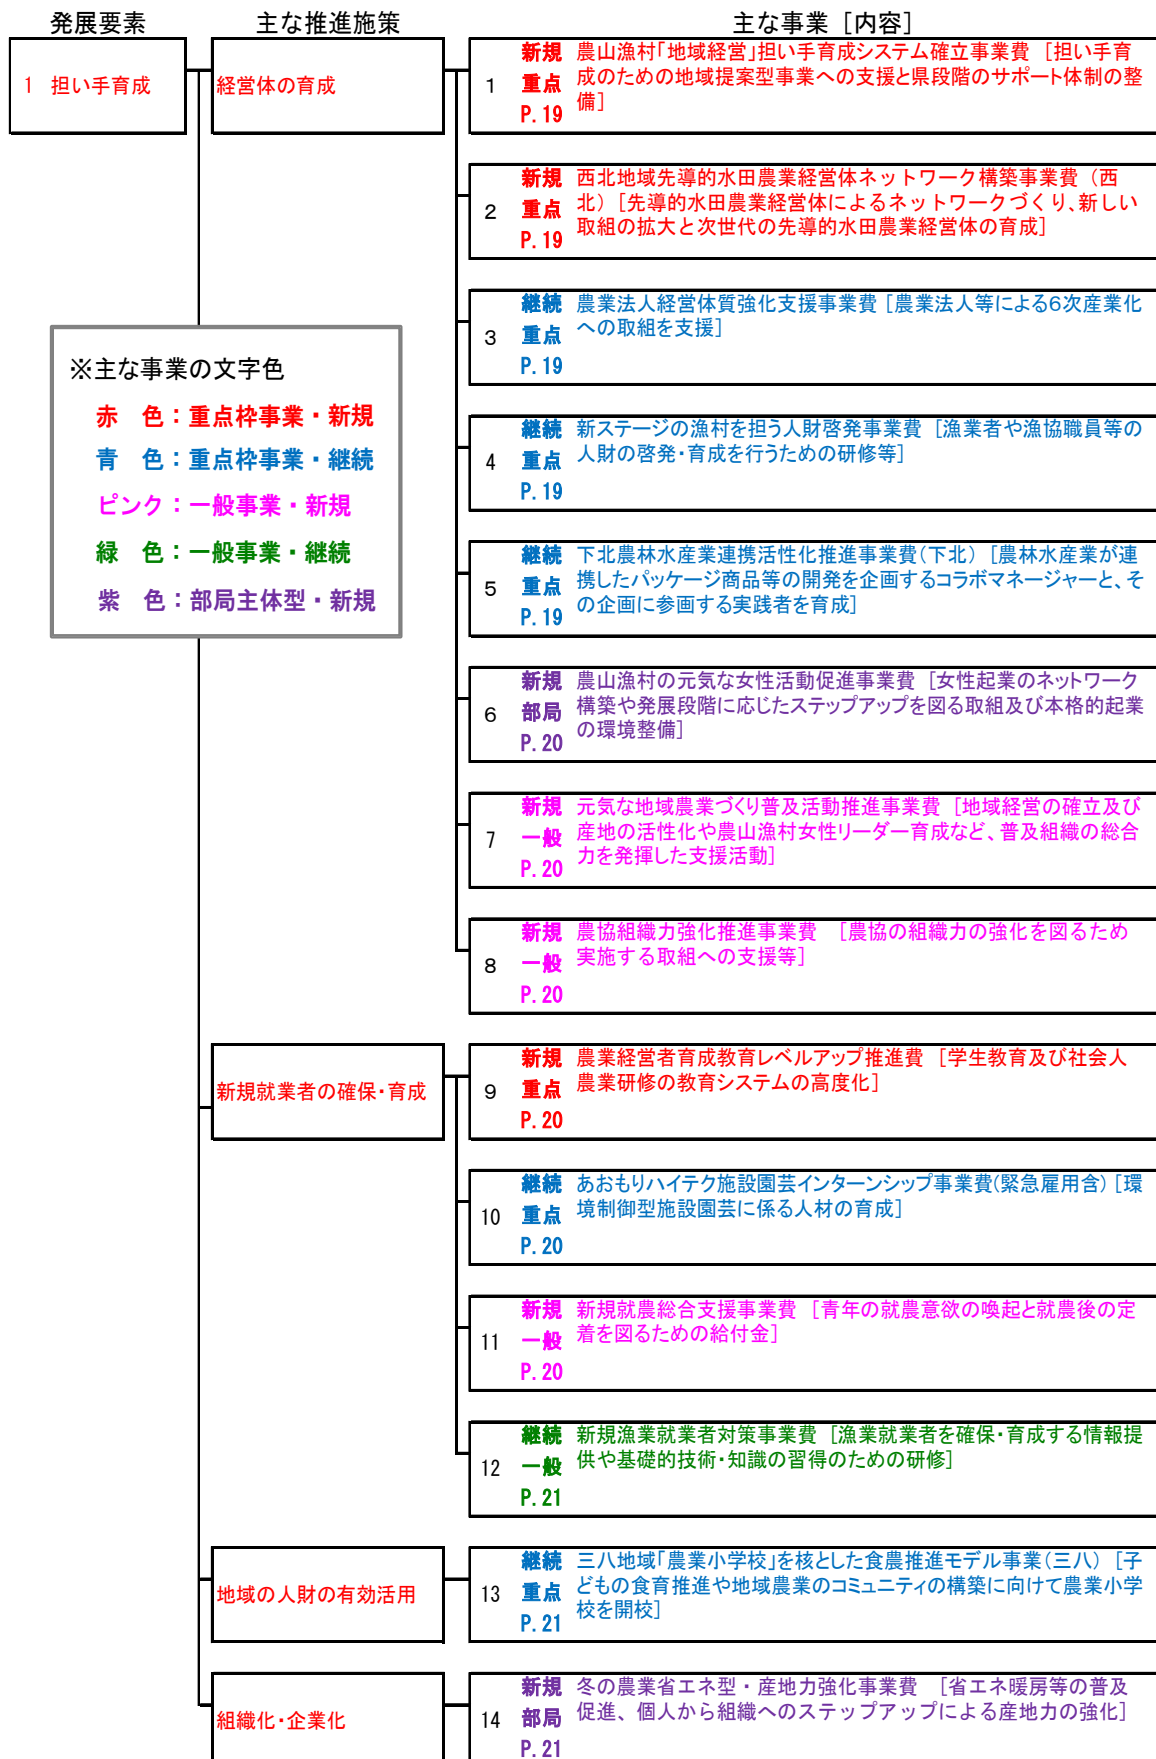 発展要素　主な推進施策　主な事業 ［内容］
1 担い手育成
経営体の育成
1
新規
重点
P.19
農山漁村「地域経営」担い手育成システム確立事業費 ［担い手育
成のための地域提案型事業への支援と県段階のサポート体制の整
備］
2
新規
重点
P.19
西北地域先導的水田農業経営体ネットワーク構築事業費（西
北）［先導的水田農業経営体によるネットワークづくり、新しい
取組の拡大と次世代の先導的水田農業経営体の育成］
3
継続
重点
P.19
農業法人経営体質強化支援事業費［農業法人等による6次産業化
への取組を支援］
※主な事業の文字色
赤　色：重点枠事業・新規
青　色：重点枠事業・継続
ピンク：一般事業・新規
緑　色：一般事業・継続
紫　色：部局主体型・新規
4
継続
重点
P.19
新ステージの漁村を担う人財啓発事業費 ［漁業者や漁協職員等の
人財の啓発・育成を行うための研修等］
5
継続
重点
P.19
下北農林水産業連携活性化推進事業費（下北）［農林水産業が連
携したパッケージ商品等の開発を企画するコラボマネージャーと、そ
の企画に参画する実践者を育成］
6
新規
部局
P.20
農山漁村の元気な女性活動促進事業費 ［女性起業のネットワーク
構築や発展段階に応じたステップアップを図る取組及び本格的起業
の環境整備］
7
新規
一般
P.20
元気な地域農業づくり普及活動推進事業費 ［地域経営の確立及び
産地の活性化や農山漁村女性リーダー育成など、普及組織の総合
力を発揮した支援活動］
8
新規
一般
P.20
農協組織力強化推進事業費　［農協の組織力の強化を図るため
実施する取組への支援等］
新規就業者の確保・育成
9
新規
重点
P.20
農業経営者育成教育レベルアップ推進費 ［学生教育及び社会人
農業研修の教育システムの高度化］
10
継続
重点
P.20
あおもりハイテク施設園芸インターンシップ事業費(緊急雇用含)［環
境制御型施設園芸に係る人材の育成］
11
新規
一般
P.20
新規就農総合支援事業費 ［青年の就農意欲の喚起と就農後の定
着を図るための給付金］
12
継続
一般
P.21
新規漁業就業者対策事業費 ［漁業就業者を確保・育成する情報提
供や基礎的技術・知識の習得のための研修］
地域の人財の有効活用
13
継続
重点
P.21
三八地域「農業小学校」を核とした食農推進モデル事業（三八）［子
どもの食育推進や地域農業のコミュニティの構築に向けて農業小学
校を開校］
組織化・企業化
14
新規
部局
P.21
冬の農業省エネ型・産地力強化事業費　［省エネ暖房等の普及
促進、個人から組織へのステップアップによる産地力の強化］